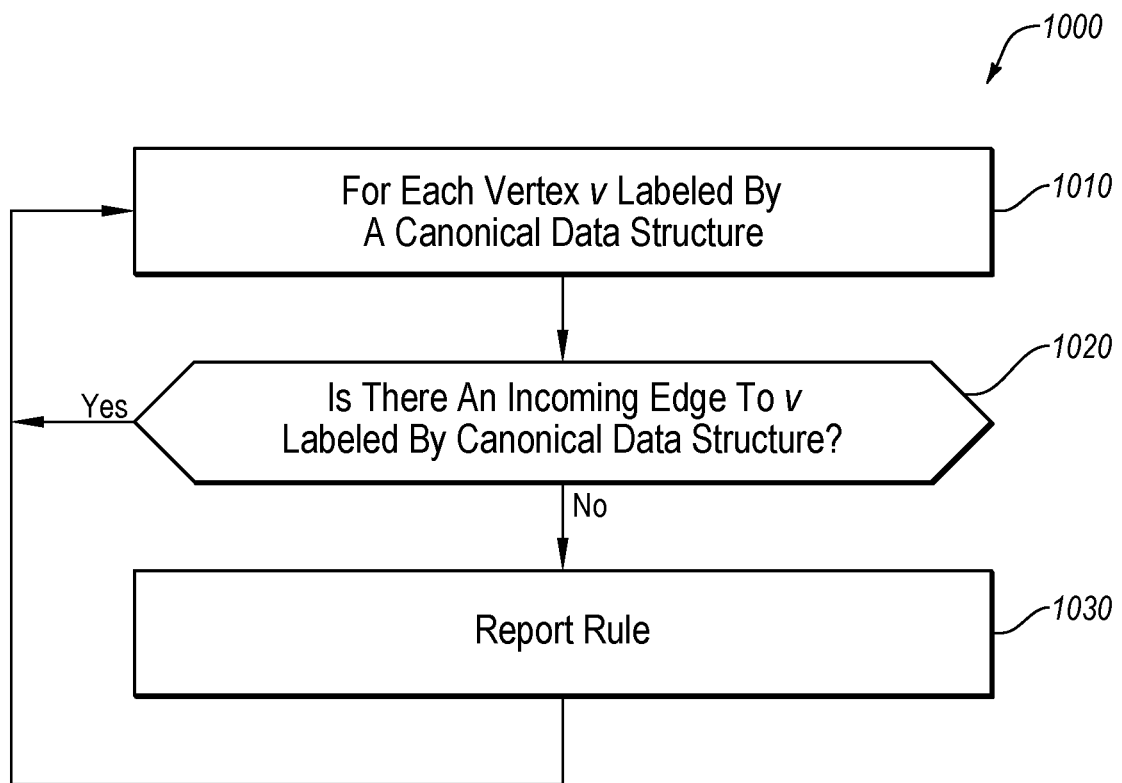 1000
For Each Vertex v Labeled By
A Canonical Data Structure
1010
Is There An Incoming Edge To v
Labeled By Canonical Data Structure?
1020
Yes
No
Report Rule
1030